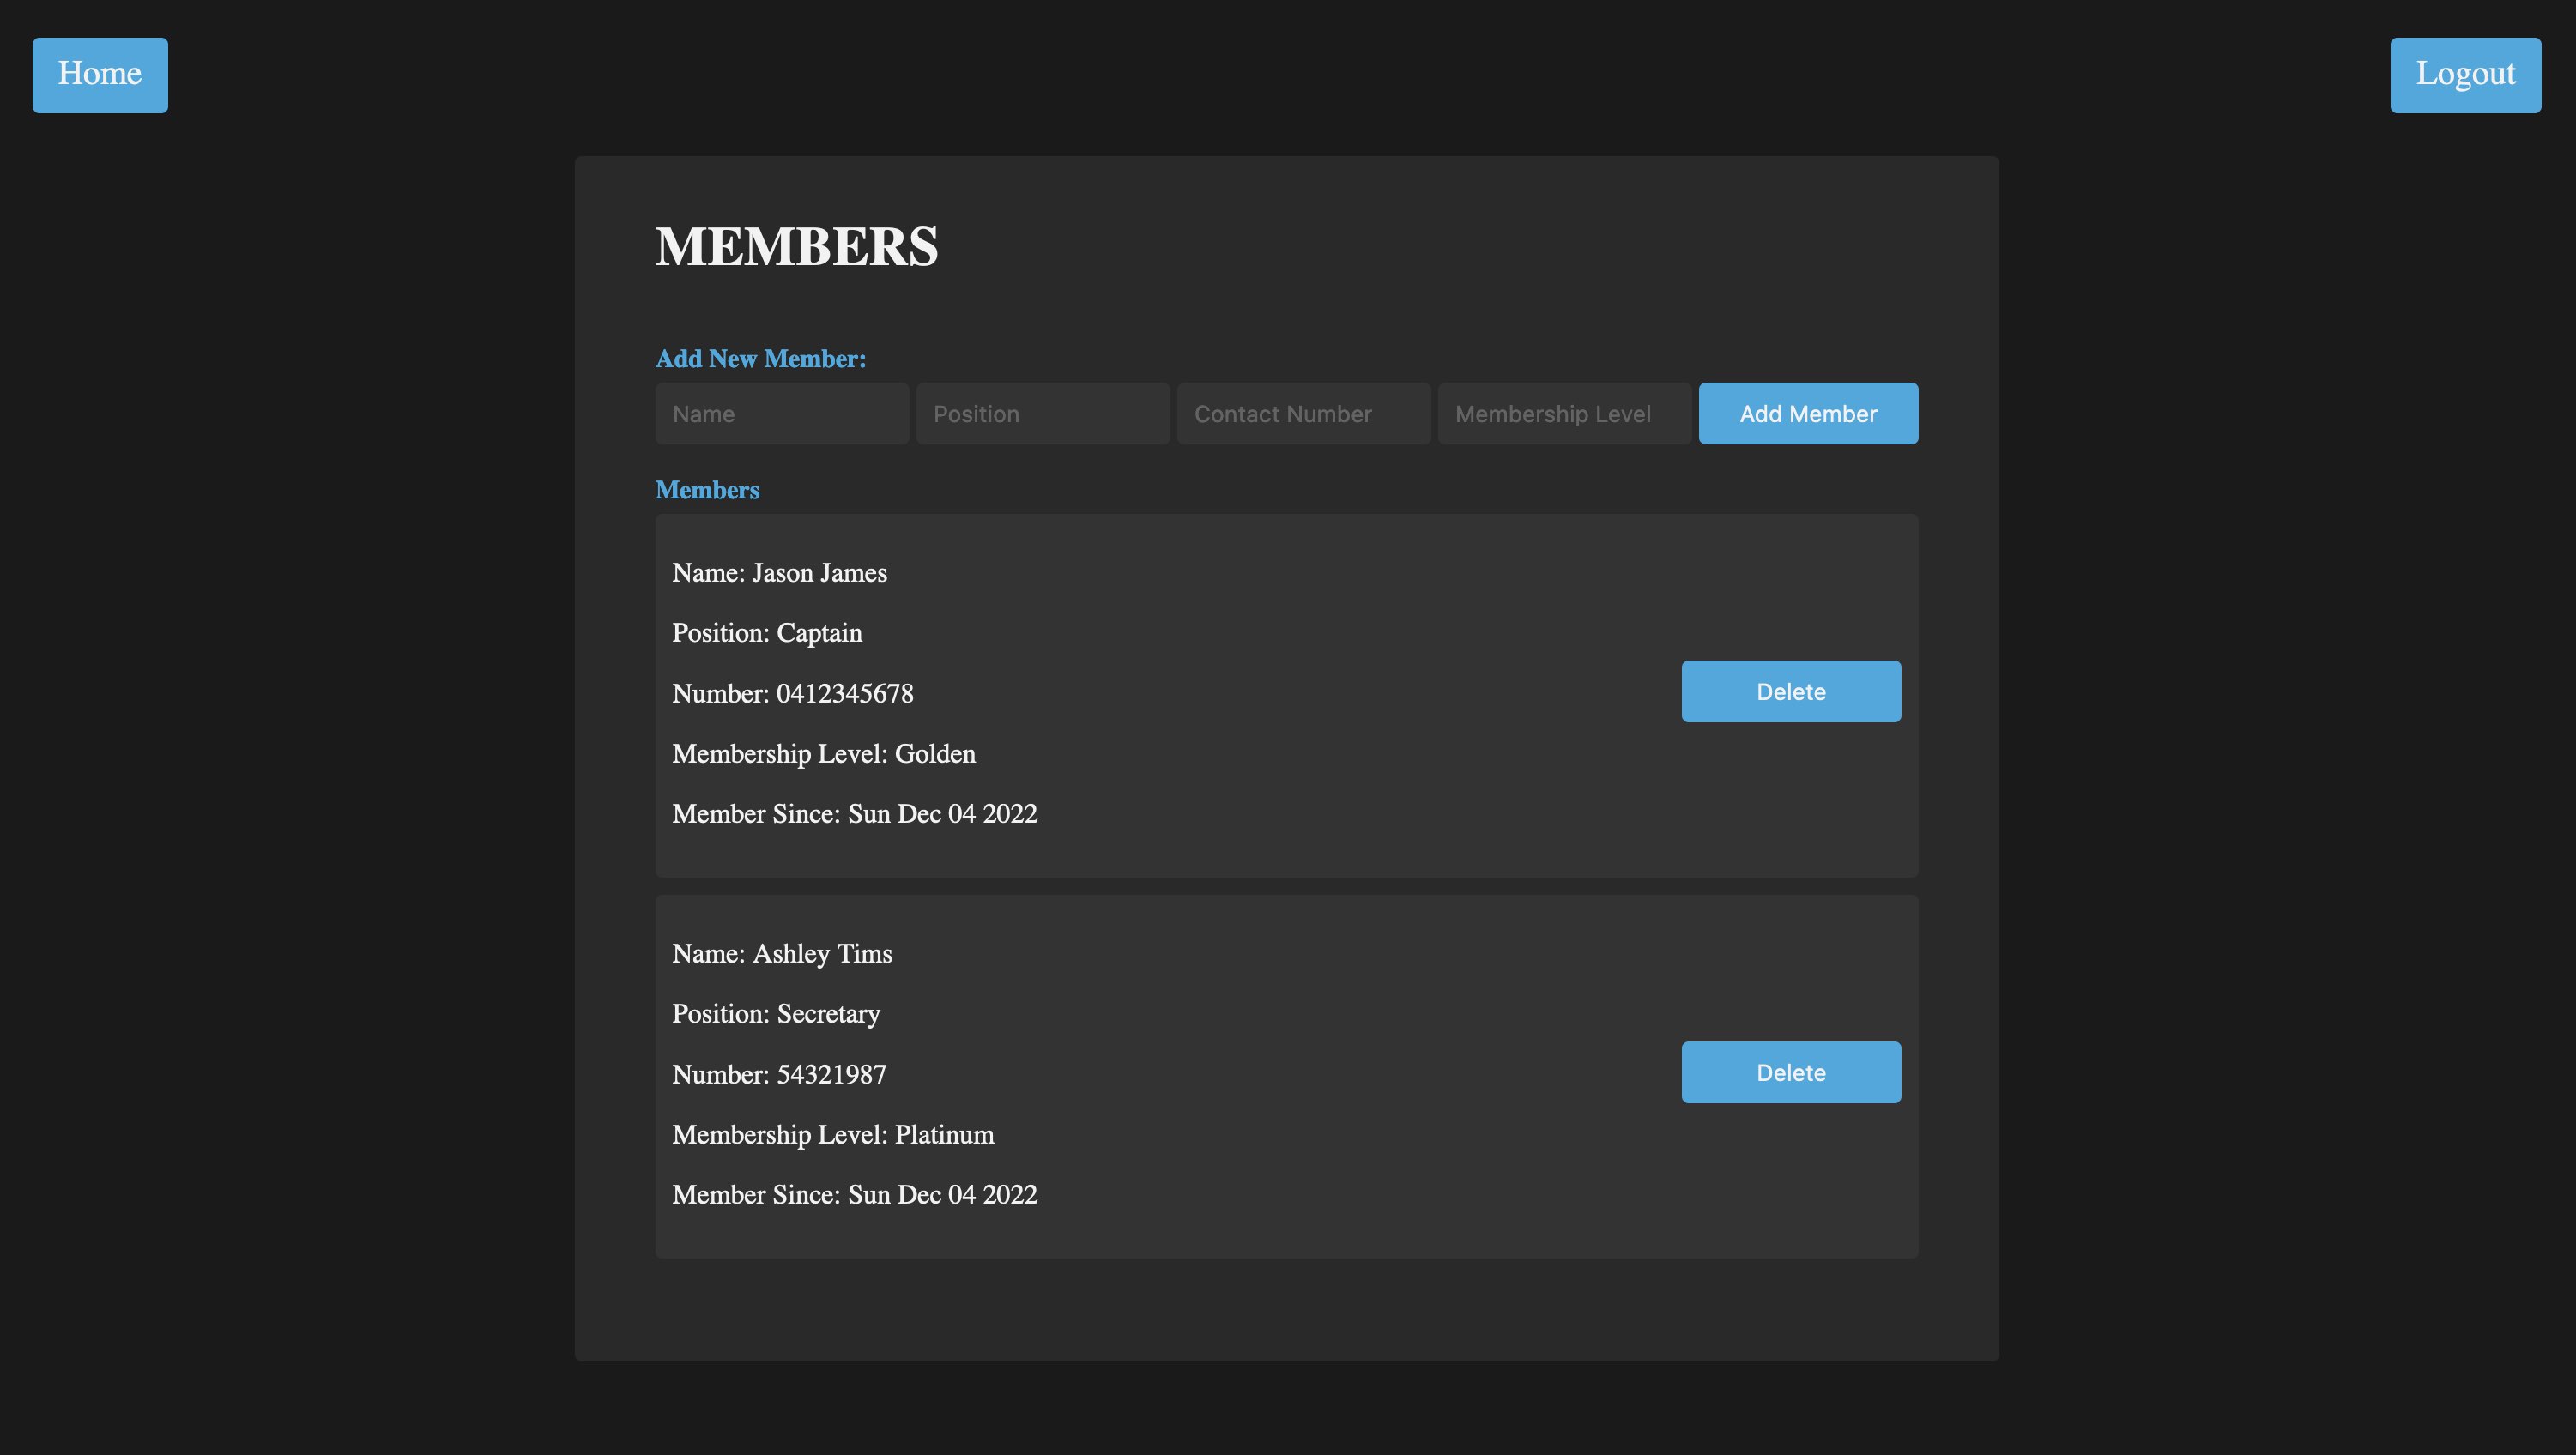 Home
Logout
MEMBERS
Add New Member:
Name
Position
Contact Number
Membership Level
Add Member
Members
Name: Jason James
Position: Captain
Number: 0412345678
Membership Level: Golden
Member Since: Sun Dec 04 2022
Delete
Name: Ashley Tims
Position: Secretary
Number: 54321987
Membership Level: Platinum
Member Since: Sun Dec 04 2022
Delete